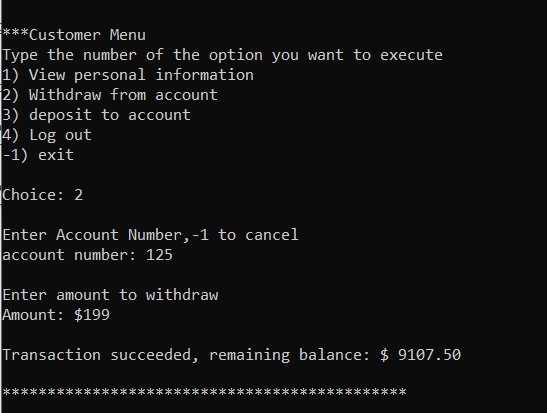 ***Customer Menu
Type the number of the option you want to execute
1) View personal information
2) Withdraw from account
3) deposit to account
4) Log out
-1) exit
Choice: 2
Enter Account Number,-1 to cancel
account number: 125
Enter amount to withdraw
Amount: $199
Transaction succeeded, remaining balance: $ 9107.50
*********************************************